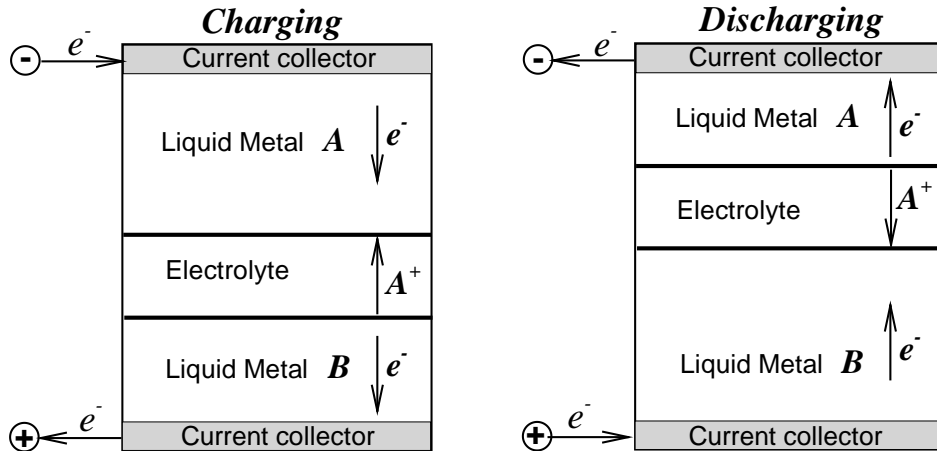 Charging
- e-
Current collector
Liquid Metal A e-
Electrolyte A+
Liquid Metal B e-
+ e-
Current collector
Discharging
- e-
Current collector
Liquid Metal A e-
Electrolyte A+
Liquid Metal B e-
+ e-
Current collector